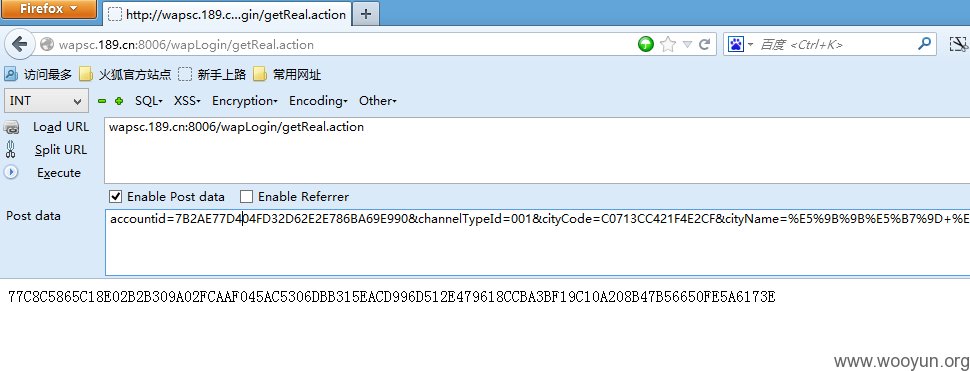 Firefox
http://wapsc.189.c...gin/getReal.action
wapsc.189.cn:8006/wapLogin/getReal.action
百度 <Ctrl+K>
访问最多 火狐官方站点 新手上路 常用网址
INT SQL XSS Encryption Encoding Other
Load URL
wapsc.189.cn:8006/wapLogin/getReal.action
Split URL
Execute
Enable Post data Enable Referrer
Post data
accountid=7B2AE77D404FD32D62E2E786BA69E990&channelTypeId=001&cityCode=C0713CC421F4E2CF&cityName=%E5%9B%9B%E5%B7%9D+%E
77C8C5865C18E02B2B309A02FCAAF045AC5306DBB315EACD996D512E479618CCBA3BF19C10A208B47B56650FE5A6173E
www.wooyun.org